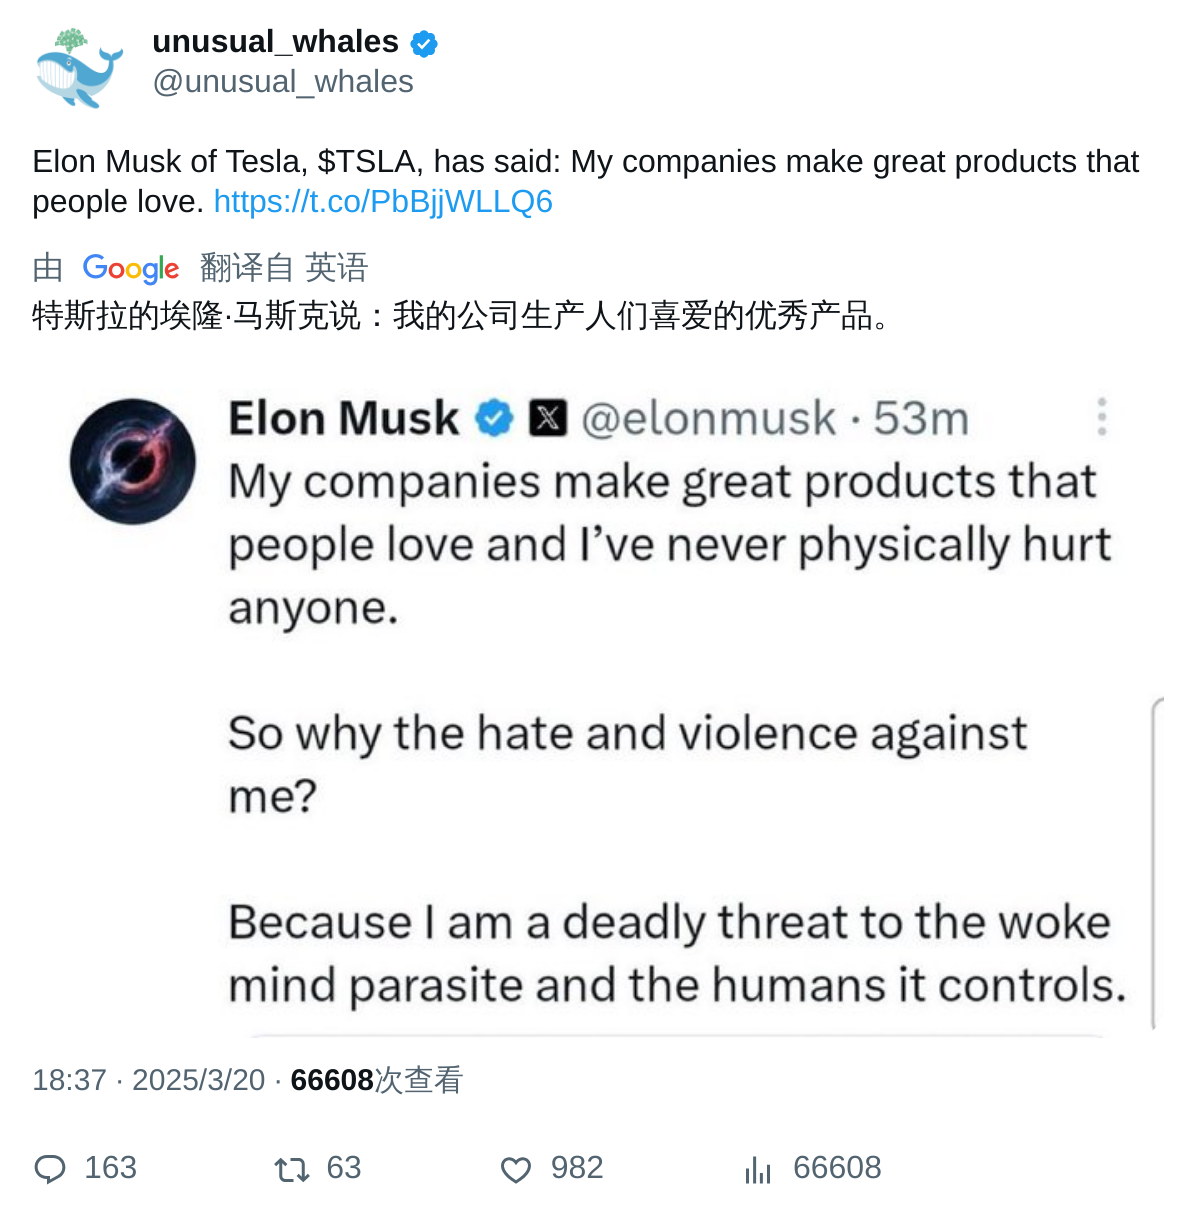 unusual_whales
@unusual_whales
Elon Musk of Tesla, $TSLA, has said: My companies make great products that
people love. https://t.co/PbBjjWLLQ6
由 Google 翻译自 英语
特斯拉的埃隆·马斯克说：我的公司生产人们喜爱的优秀产品。
Elon Musk X @elonmusk · 53m
My companies make great products that
people love and I’ve never physically hurt
anyone.
So why the hate and violence against
me?
Because I am a deadly threat to the woke
mind parasite and the humans it controls.
18:37 · 2025/3/20 · 66608次查看
163 63 982 66608